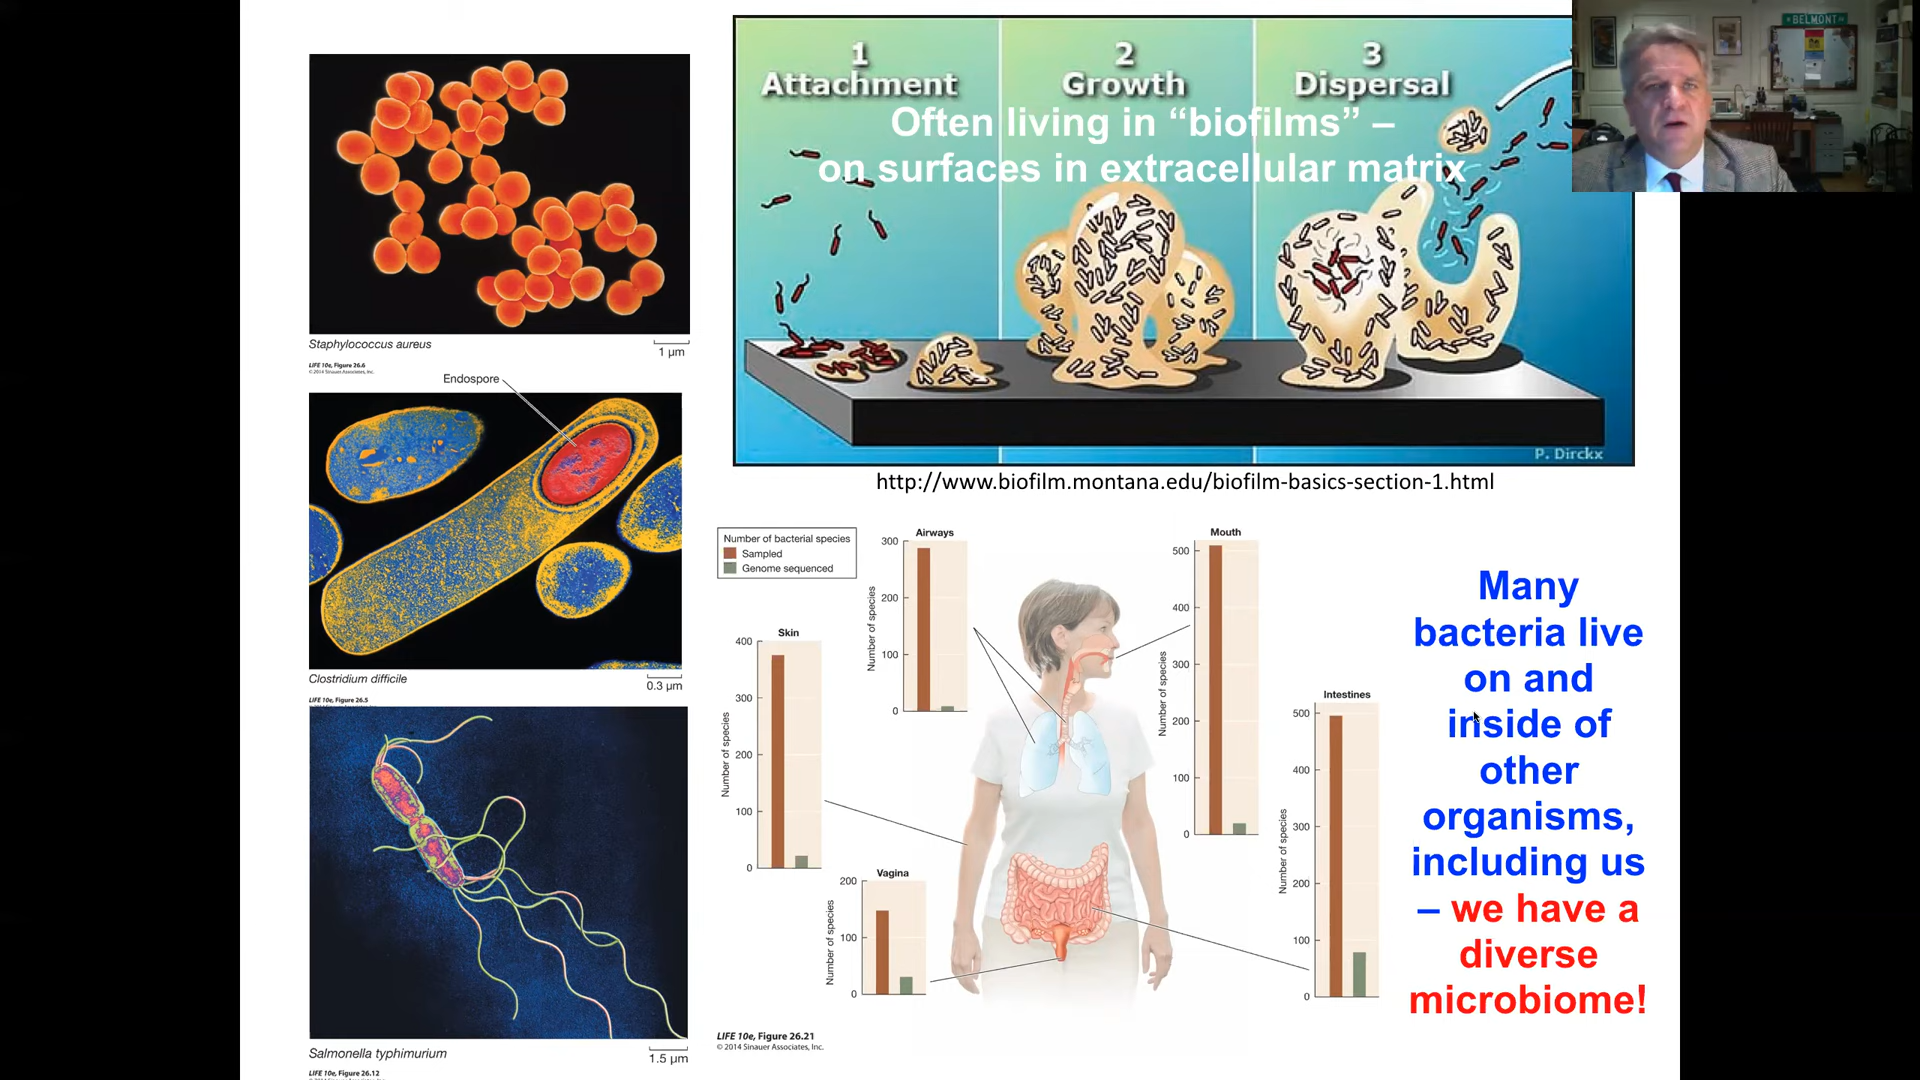 Staphylococcus aureus
1 µm
LIFE 10e, Figure 26.6
© 2014 Sinauer Associates, Inc.
Endospore
Clostridium difficile
0.3 µm
LIFE 10e, Figure 26.5
Salmonella typhimurium
1.5 µm
LIFE 10e, Figure 26.12
1
Attachment
2
Growth
3
Dispersal
Often living in “biofilms” –
on surfaces in extracellular matrix
P. Dirckx
http://www.biofilm.montana.edu/biofilm-basics-section-1.html
BELMONT
Number of bacterial species
Sampled
Genome sequenced
Airways
Number of species
300
200
100
0
Mouth
Number of species
500
400
300
200
100
0
Skin
Number of species
400
300
200
100
0
Intestines
Number of species
500
400
300
200
100
0
Vagina
Number of species
200
100
0
LIFE 10e, Figure 26.21
© 2014 Sinauer Associates, Inc.
Many
bacteria live
on and
inside of
other
organisms,
including us
– we have a
diverse
microbiome!